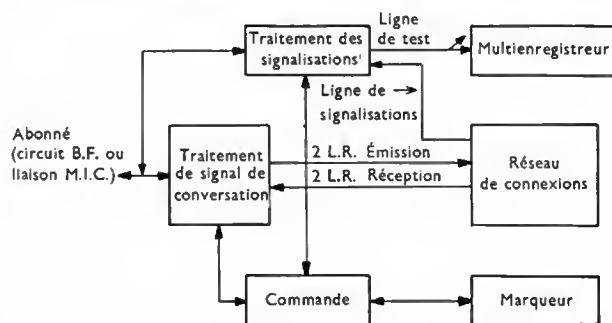 Traitement des
signalisations
Ligne
de test
Multienregistreur
Ligne de →
signalisations
Abonné
(circuit B.F. ou
liaison M.I.C.)
Traitement
de signal de
conversation
2 L.R. Émission
2 L.R. Réception
Réseau
de connexions
Commande
Marqueur